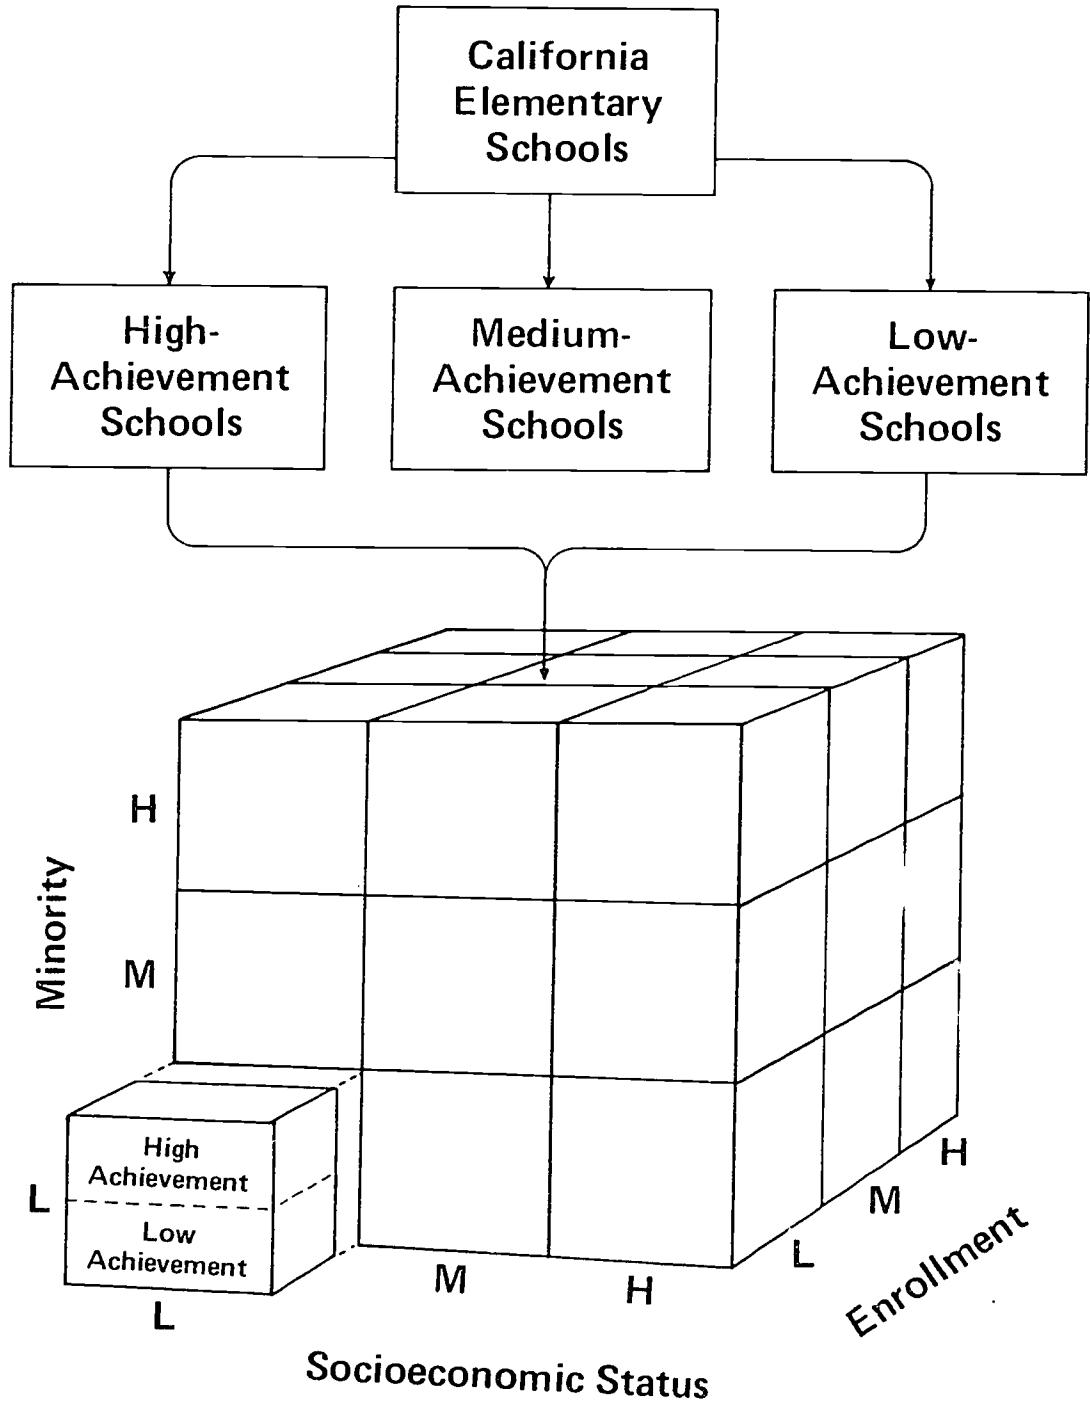 California
Elementary
Schools
High-
Achievement
Schools
Medium-
Achievement
Schools
Low-
Achievement
Schools
H
Minority
M
High
Achievement
L
Low
Achievement
L
M
H
L
M
H
Enrollment
Socioeconomic Status